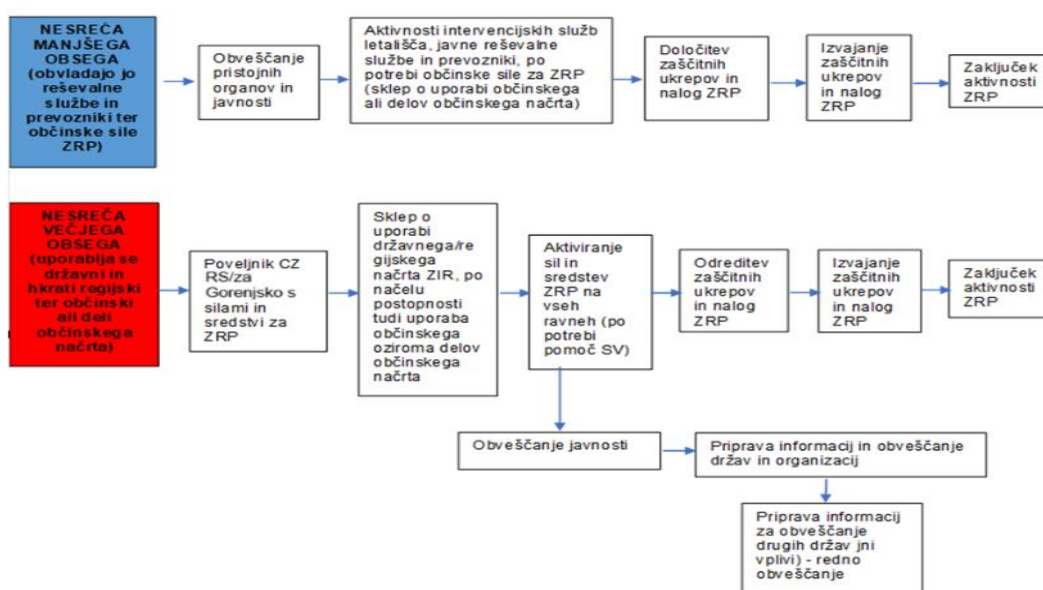 NESREČA
MANJŠEGA
OBSEGA
(obvladajo jo
reševalne
službe in
prevozniki ter
občinske sile
ZRP)
Obveščanje
pristojnih
organov in
javnosti
Aktivnosti intervencijskih služb
letališča, javne reševalne
službe in prevozniki, po
potrebi občinske sile za ZRP
(sklep o uporabi občinskega
ali delov občinskega načrta)
Določitev
zaščitnih
ukrepov in
nalog ZRP
Izvajanje
zaščitnih
ukrepov
in nalog
ZRP
Zaključek
aktivnosti
ZRP
NESREČA
VEČJEGA
OBSEGA
(uporablja se
državni in
hkrati regijski
ter občinski
ali deli
občinskega
načrta)
Poveljnik CZ
RS/za
Gorenjsko s
silami in
sredstvi za
ZRP
Sklep o
uporabi
državnega/re
gijskega
načrta ZIR, po
načelu
postopnosti
tudi uporaba
občinskega
oziroma delov
občinskega
načrta
Aktiviranje
sil in
sredstev
ZRP na
vseh
ravneh (po
potrebi
pomoč SV)
Odreditev
zaščitnih
ukrepov
in nalog
ZRP
Izvajanje
zaščitnih
ukrepov
in nalog
ZRP
Zaključek
aktivnosti
ZRP
Obveščanje javnosti
Priprava informacij in obveščanje
držav in organizacij
Priprava informacij
za obveščanje
drugih držav jni
vplivi) - redno
obveščanje